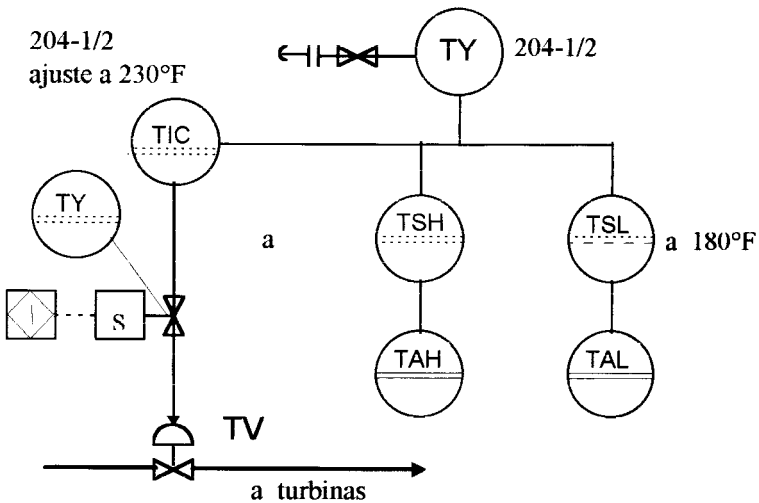 204-1/2
ajuste a 230°F
TY
204-1/2
TIC
TY
TSH
TSL
a
a 180°F
S
TAH
TAL
TV
a turbinas